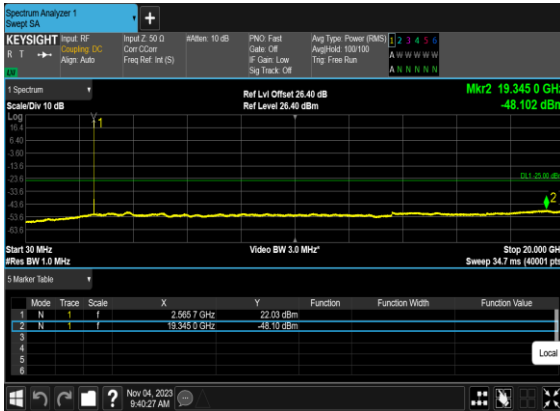 Spectrum Analyzer 1
Swept SA
+
KEYSIGHT Input: RF Input Z: 50 Ω #Atten: 10 dB PNO: Fast Avg Type: Power (RMS) 1 2 3 4 5 6
R T Coupling: DC Corr CCorr Gate: Off Avg|Hold: 100/100 A W W W W W
Align: Auto Freq Ref: Int (S) IF Gain: Low Trig: Free Run
Sig Track: Off A N N N N N
1 Spectrum Ref Lvl Offset 26.40 dB Mkr2 19.345 0 GHz
Scale/Div 10 dB Ref Level 26.40 dBm -48.102 dBm
Log
16.4
6.40
-3.60
-13.6
-23.6
-33.6
-43.6
-53.6
-63.6
1
DL1 -25.00 dBm
2
Start 30 MHz Video BW 3.0 MHz* Stop 20.000 GHz
#Res BW 1.0 MHz Sweep 34.7 ms (40001 pts)
5 Marker Table
Mode Trace Scale X Y Function Function Width Function Value
1 N 1 f 2.565 7 GHz 22.03 dBm
2 N 1 f 19.345 0 GHz -48.10 dBm
3
4
5
6
Local
? Nov 04, 2023
9:40:27 AM